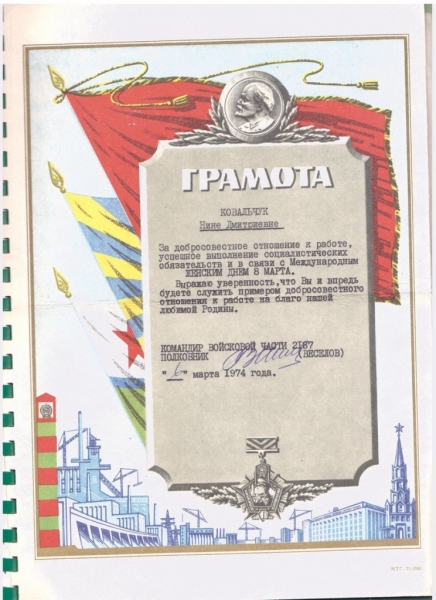 ГРАМОТА
КОВАЛЬЧУК
Нине Дмитриевне
За добросовестное отношение к работе,
успешное выполнение социалистических
обязательств и в связи с Международным
ЖЕНСКИМ ДНЕМ 8 МАРТА.
Выражаю уверенность, что Вы и впредь
будете служить примером добросовестного
отношения к работе на благо нашей
любимой Родины.
КОМАНДИР ВОЙСКОВОЙ ЧАСТИ 2167
ПОЛКОВНИК (ВЕСЕЛОВ)
"6" марта 1974 года.